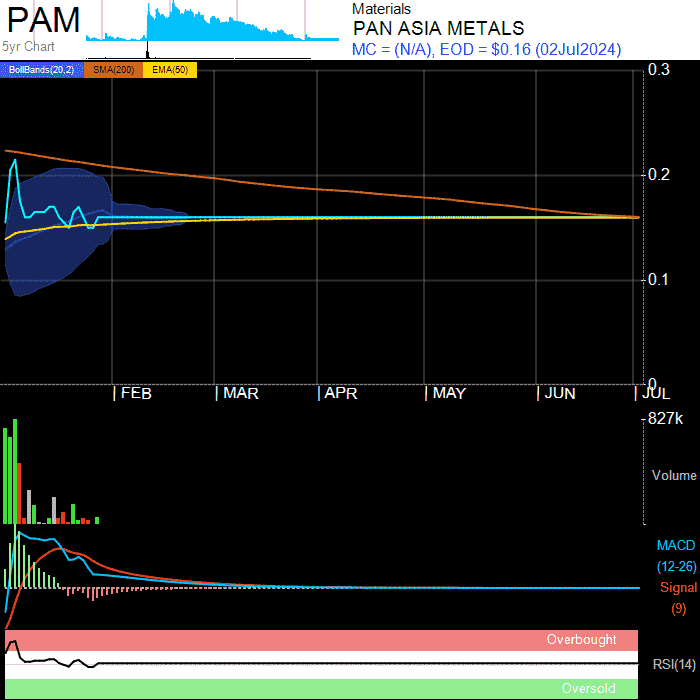 PAM
5yr Chart
Materials
PAN ASIA METALS
MC = (N/A), EOD = $0.16 (02Jul2024)
BollBands(20,2) SMA(200) EMA(50)
0.3
0.2
0.1
0
FEB MAR APR MAY JUN JUL
827k
Volume
MACD
(12-26)
Signal
(9)
Overbought
RSI(14)
Oversold